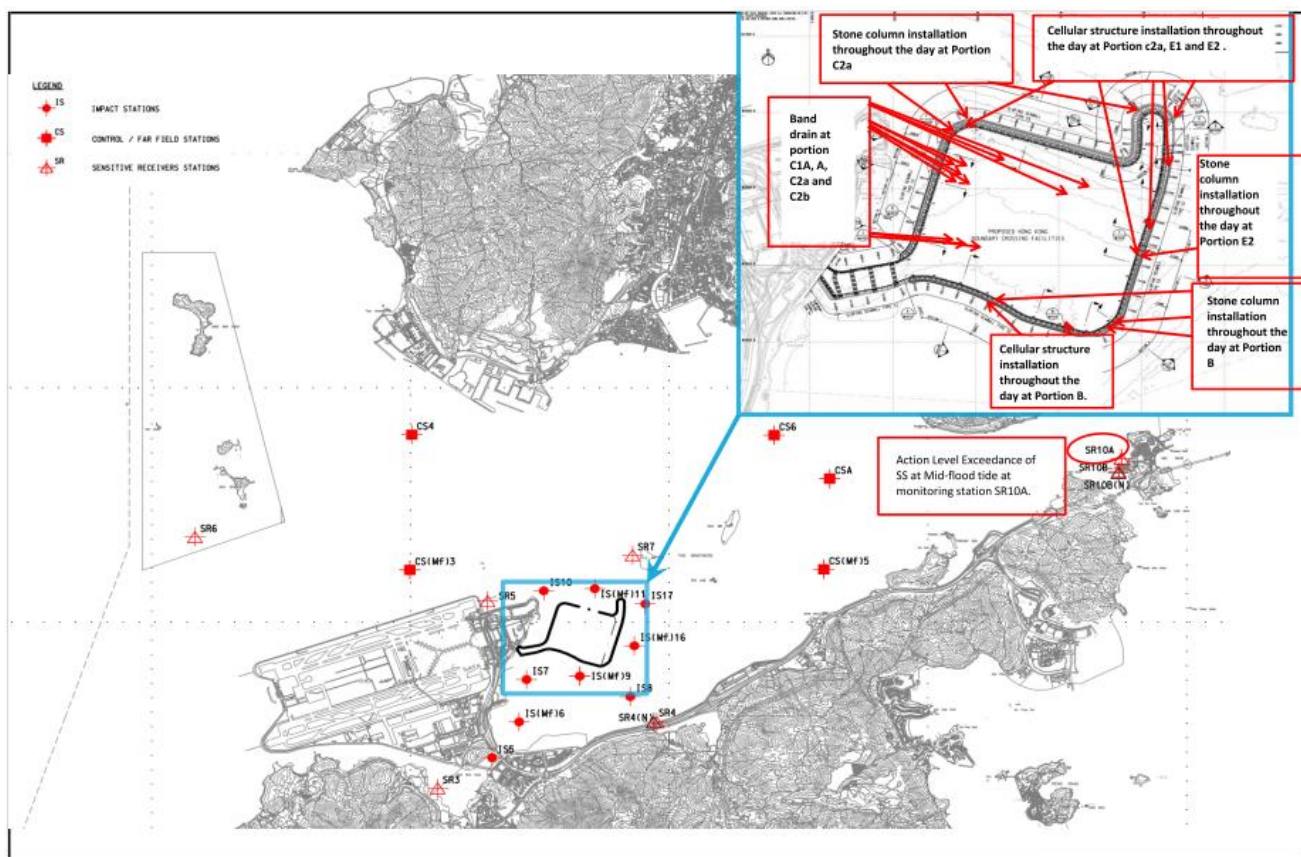 LEGEND
IS
IMPACT STATIONS
CS
CONTROL / FAR FIELD STATIONS
SR
SENSITIVE RECEIVERS STATIONS
Stone column installation
throughout the day at Portion
C2a
Cellular structure installation throughout
the day at Portion c2a, E1 and E2 .
Band
drain at
portion
C1A, A,
C2a and
C2b
Stone
column
installation
throughout
the day at
Portion E2
PROPOSED HONG KONG
BOUNDARY CROSSING FACILITIES
Stone column
installation
throughout the
day at Portion
B
Cellular structure
installation
throughout the
day at Portion B.
CS4
CS6
CSA
Action Level Exceedance of
SS at Mid-flood tide at
monitoring station SR10A.
SR10A
SR10B
SR10B(N)
SR6
CS(Mf)3
SR7
CS(Mf)5
SR5
IS10
IS(Mf)11
IS17
IS(Mf)16
IS7
IS(Mf)9
IS8
IS(Mf)6
SR4(N)
SR4
IS5
SR3